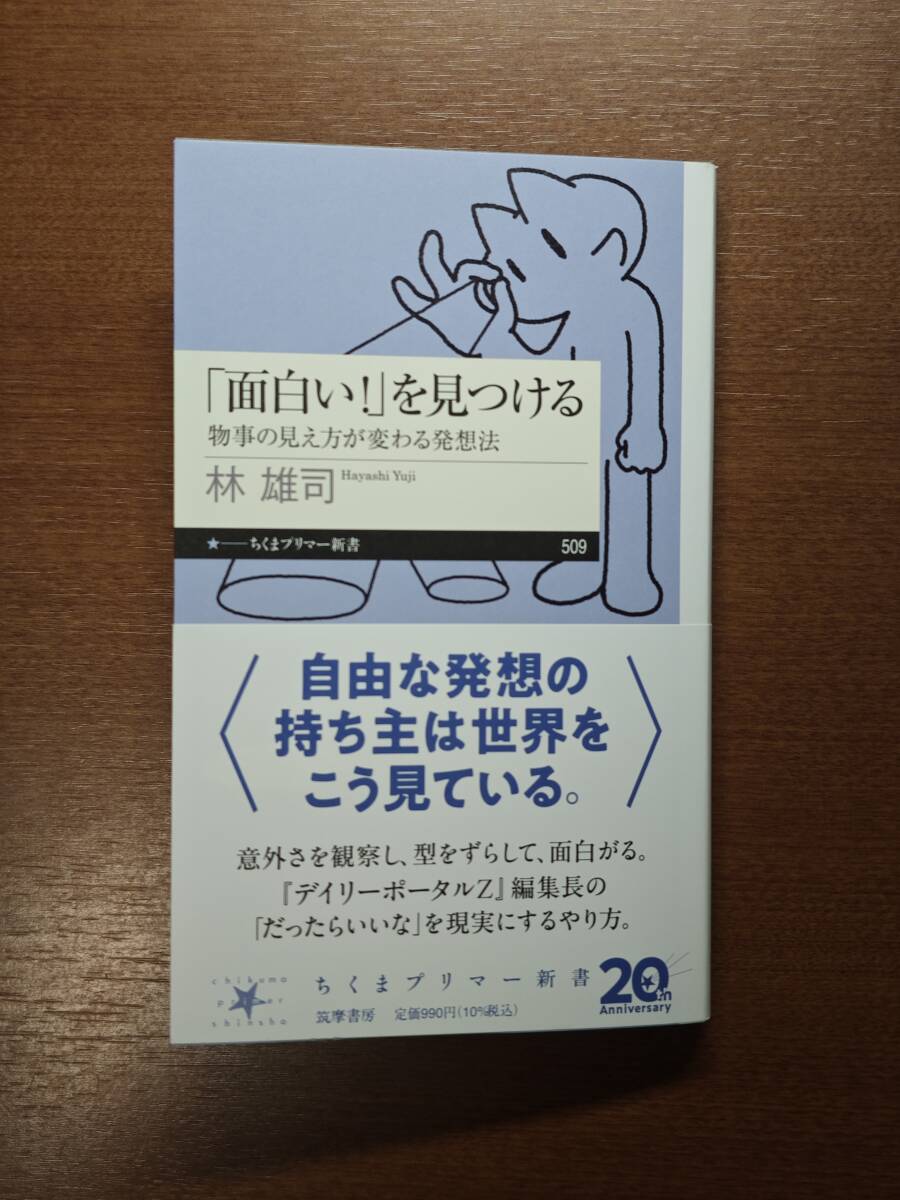 「面白い!」を見つける
物事の見え方が変わる発想法
林 雄司 Hayashi Yuji
★――ちくまプリマー新書 509
自由な発想の
持ち主は世界を
こう見ている。
意外さを観察し、型をずらして、面白がる。
『デイリーポータルZ』編集長の
「だったらいいな」を現実にするやり方。
chikuma
primer
shinsho
ちくまプリマー新書
筑摩書房 定価990円(10%税込)
20th
Anniversary